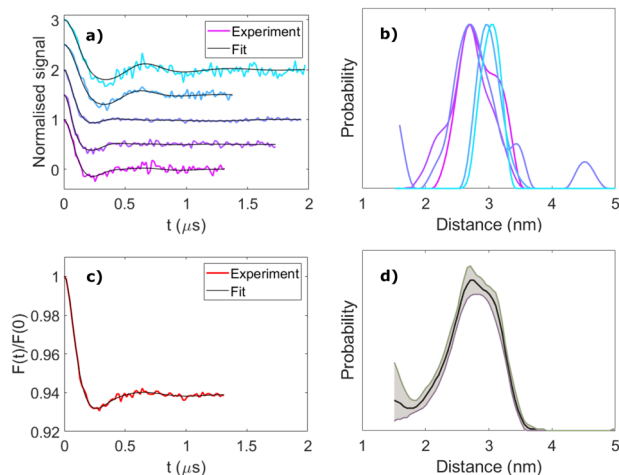 a)
Experiment
Fit
Normalised signal
3
2
1
0
0 0.5 1 1.5 2
t (μs)
b)
Probability
1 2 3 4 5
Distance (nm)
c)
Experiment
Fit
F(t)/F(0)
1
0.98
0.96
0.94
0.92
0 0.5 1 1.5 2
t (μs)
d)
Probability
1 2 3 4 5
Distance (nm)